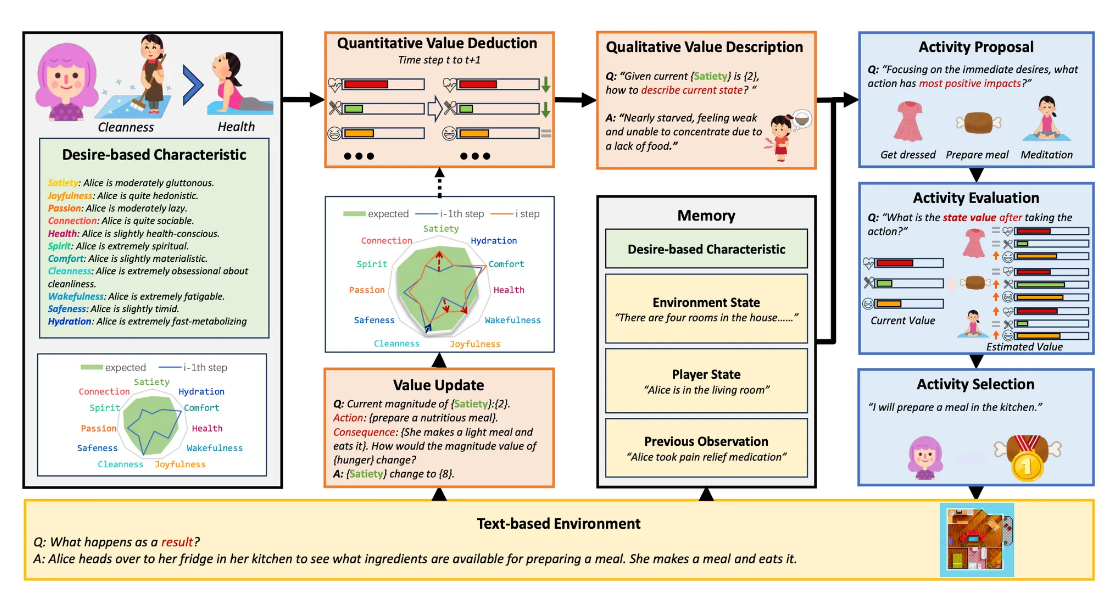 Cleanness
Health
Desire-based Characteristic
Satiety: Alice is moderately gluttonous.
Joyfulness: Alice is quite hedonistic.
Passion: Alice is moderately lazy.
Connection: Alice is quite sociable.
Health: Alice is slightly health-conscious.
Spirit: Alice is extremely spiritual.
Comfort: Alice is slightly materialistic.
Cleanness: Alice is extremely obsessional about
cleanliness.
Wakefulness: Alice is extremely fatigable.
Safeness: Alice is slightly timid.
Hydration: Alice is extremely fast-metabolizing
expected
i-1th step
Satiety
Connection
Hydration
Spirit
Comfort
Passion
Health
Safeness
Wakefulness
Cleanness
Joyfulness
Quantitative Value Deduction
Time step t to t+1
expected
i-1th step
i step
Satiety
Connection
Hydration
Spirit
Comfort
Passion
Health
Safeness
Wakefulness
Cleanness
Joyfulness
Value Update
Q: Current magnitude of {Satiety}:{2}.
Action: {prepare a nutritious meal}.
Consequence: {She makes a light meal and
eats it}. How would the magnitude value of
{hunger} change?
A: {Satiety} change to {8}.
Qualitative Value Description
Q: “Given current {Satiety} is {2},
how to describe current state? “
A: “Nearly starved, feeling weak
and unable to concentrate due to
a lack of food.”
Memory
Desire-based Characteristic
Environment State
“There are four rooms in the house……”
Player State
“Alice is in the living room”
Previous Observation
“Alice took pain relief medication”
Activity Proposal
Q: “Focusing on the immediate desires, what
action has most positive impacts?”
Get dressed
Prepare meal
Meditation
Activity Evaluation
Q: “What is the state value after taking the
action?”
Current Value
Estimated Value
Activity Selection
“I will prepare a meal in the kitchen.”
1
Text-based Environment
Q: What happens as a result?
A: Alice heads over to her fridge in her kitchen to see what ingredients are available for preparing a meal. She makes a meal and eats it.